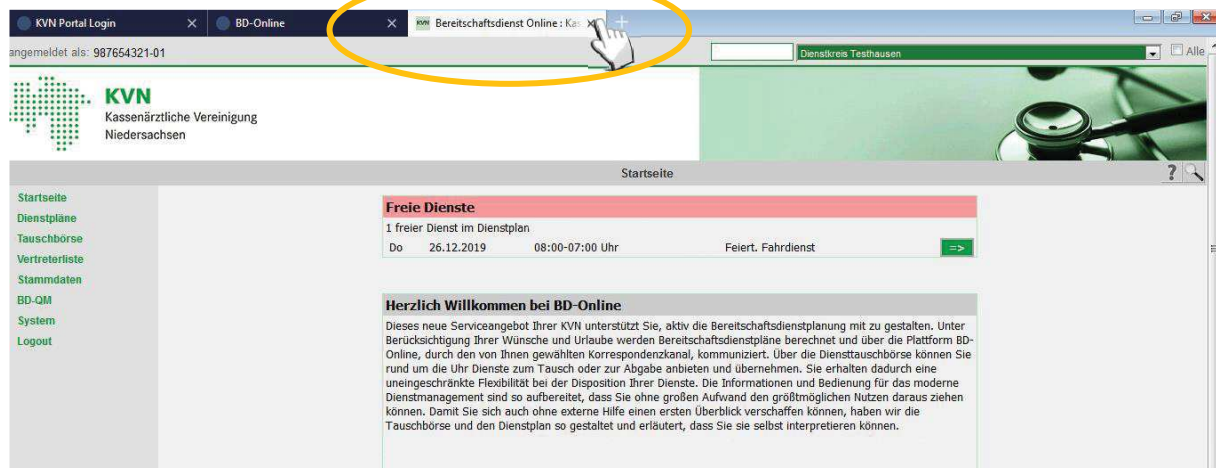 KVN Portal Login
BD-Online
KVN Bereitschaftsdienst Online : Kas
angemeldet als: 987654321-01
Dienstkreis Testhausen
Alle
KVN
Kassenärztliche Vereinigung
Niedersachsen
Startseite
?
Startseite
Dienstpläne
Tauschbörse
Vertreterliste
Stammdaten
BD-QM
System
Logout
Freie Dienste
1 freier Dienst im Dienstplan
Do 26.12.2019 08:00-07:00 Uhr Feiert. Fahrdienst =>
Herzlich Willkommen bei BD-Online
Dieses neue Serviceangebot Ihrer KVN unterstützt Sie, aktiv die Bereitschaftsdienstplanung mit zu gestalten. Unter
Berücksichtigung Ihrer Wünsche und Urlaube werden Bereitschaftsdienstpläne berechnet und über die Plattform BD-
Online, durch den von Ihnen gewählten Korrespondenzkanal, kommuniziert. Über die Diensttauschbörse können Sie
rund um die Uhr Dienste zum Tausch oder zur Abgabe anbieten und übernehmen. Sie erhalten dadurch eine
uneingeschränkte Flexibilität bei der Disposition Ihrer Dienste. Die Informationen und Bedienung für das moderne
Dienstmanagement sind so aufbereitet, dass Sie ohne großen Aufwand den größtmöglichen Nutzen daraus ziehen
können. Damit Sie sich auch ohne externe Hilfe einen ersten Überblick verschaffen können, haben wir die
Tauschbörse und den Dienstplan so gestaltet und erläutert, dass Sie sie selbst interpretieren können.